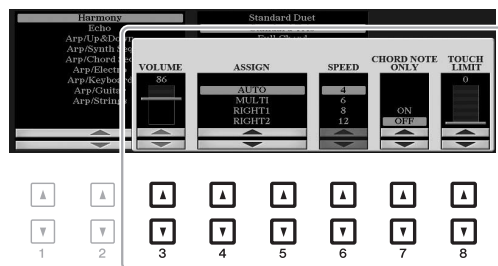 Harmony
Echo
Arp/Up&Down
Arp/Synth Seq
Arp/Chord Seq
Arp/Electro
Arp/Keyboard
Arp/Guitar
Arp/Strings
Standard Duet
VOLUME
86
ASSIGN
AUTO
MULTI
RIGHT1
RIGHT2
SPEED
4
6
8
12
CHORD NOTE
ONLY
ON
OFF
TOUCH
LIMIT
0
1 2 3 4 5 6 7 8